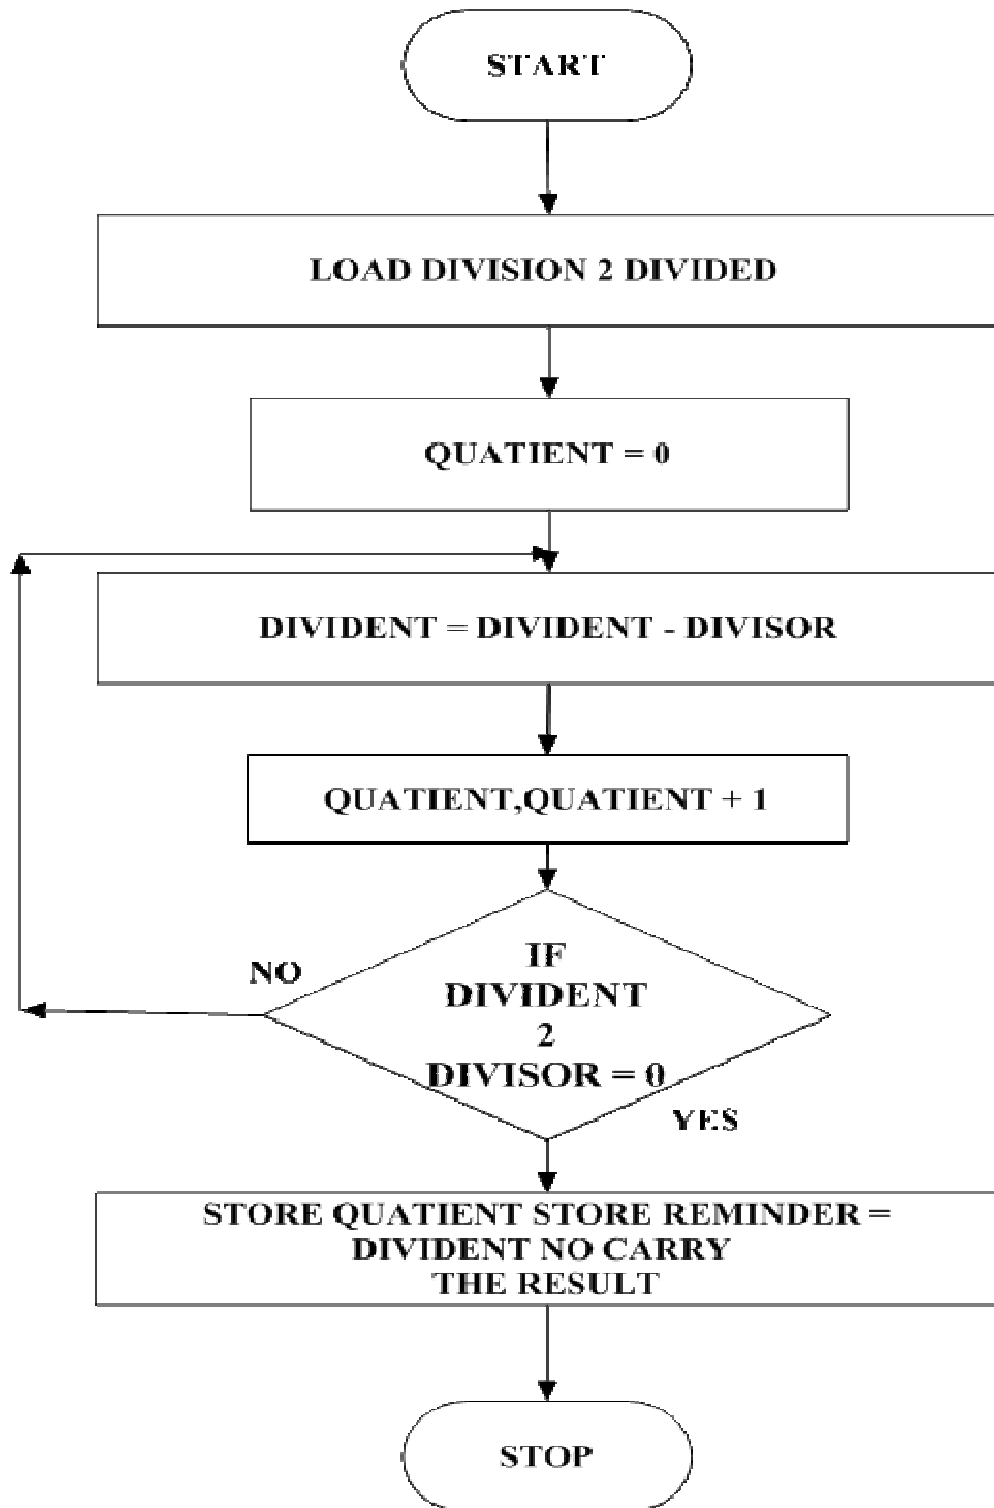 START
LOAD DIVISION 2 DIVIDED
QUATIENT = 0
DIVIDENT = DIVIDENT - DIVISOR
QUATIENT,QUATIENT + 1
NO
IF
DIVIDENT
2
DIVISOR = 0
YES
STORE QUATIENT STORE REMINDER =
DIVIDENT NO CARRY
THE RESULT
STOP